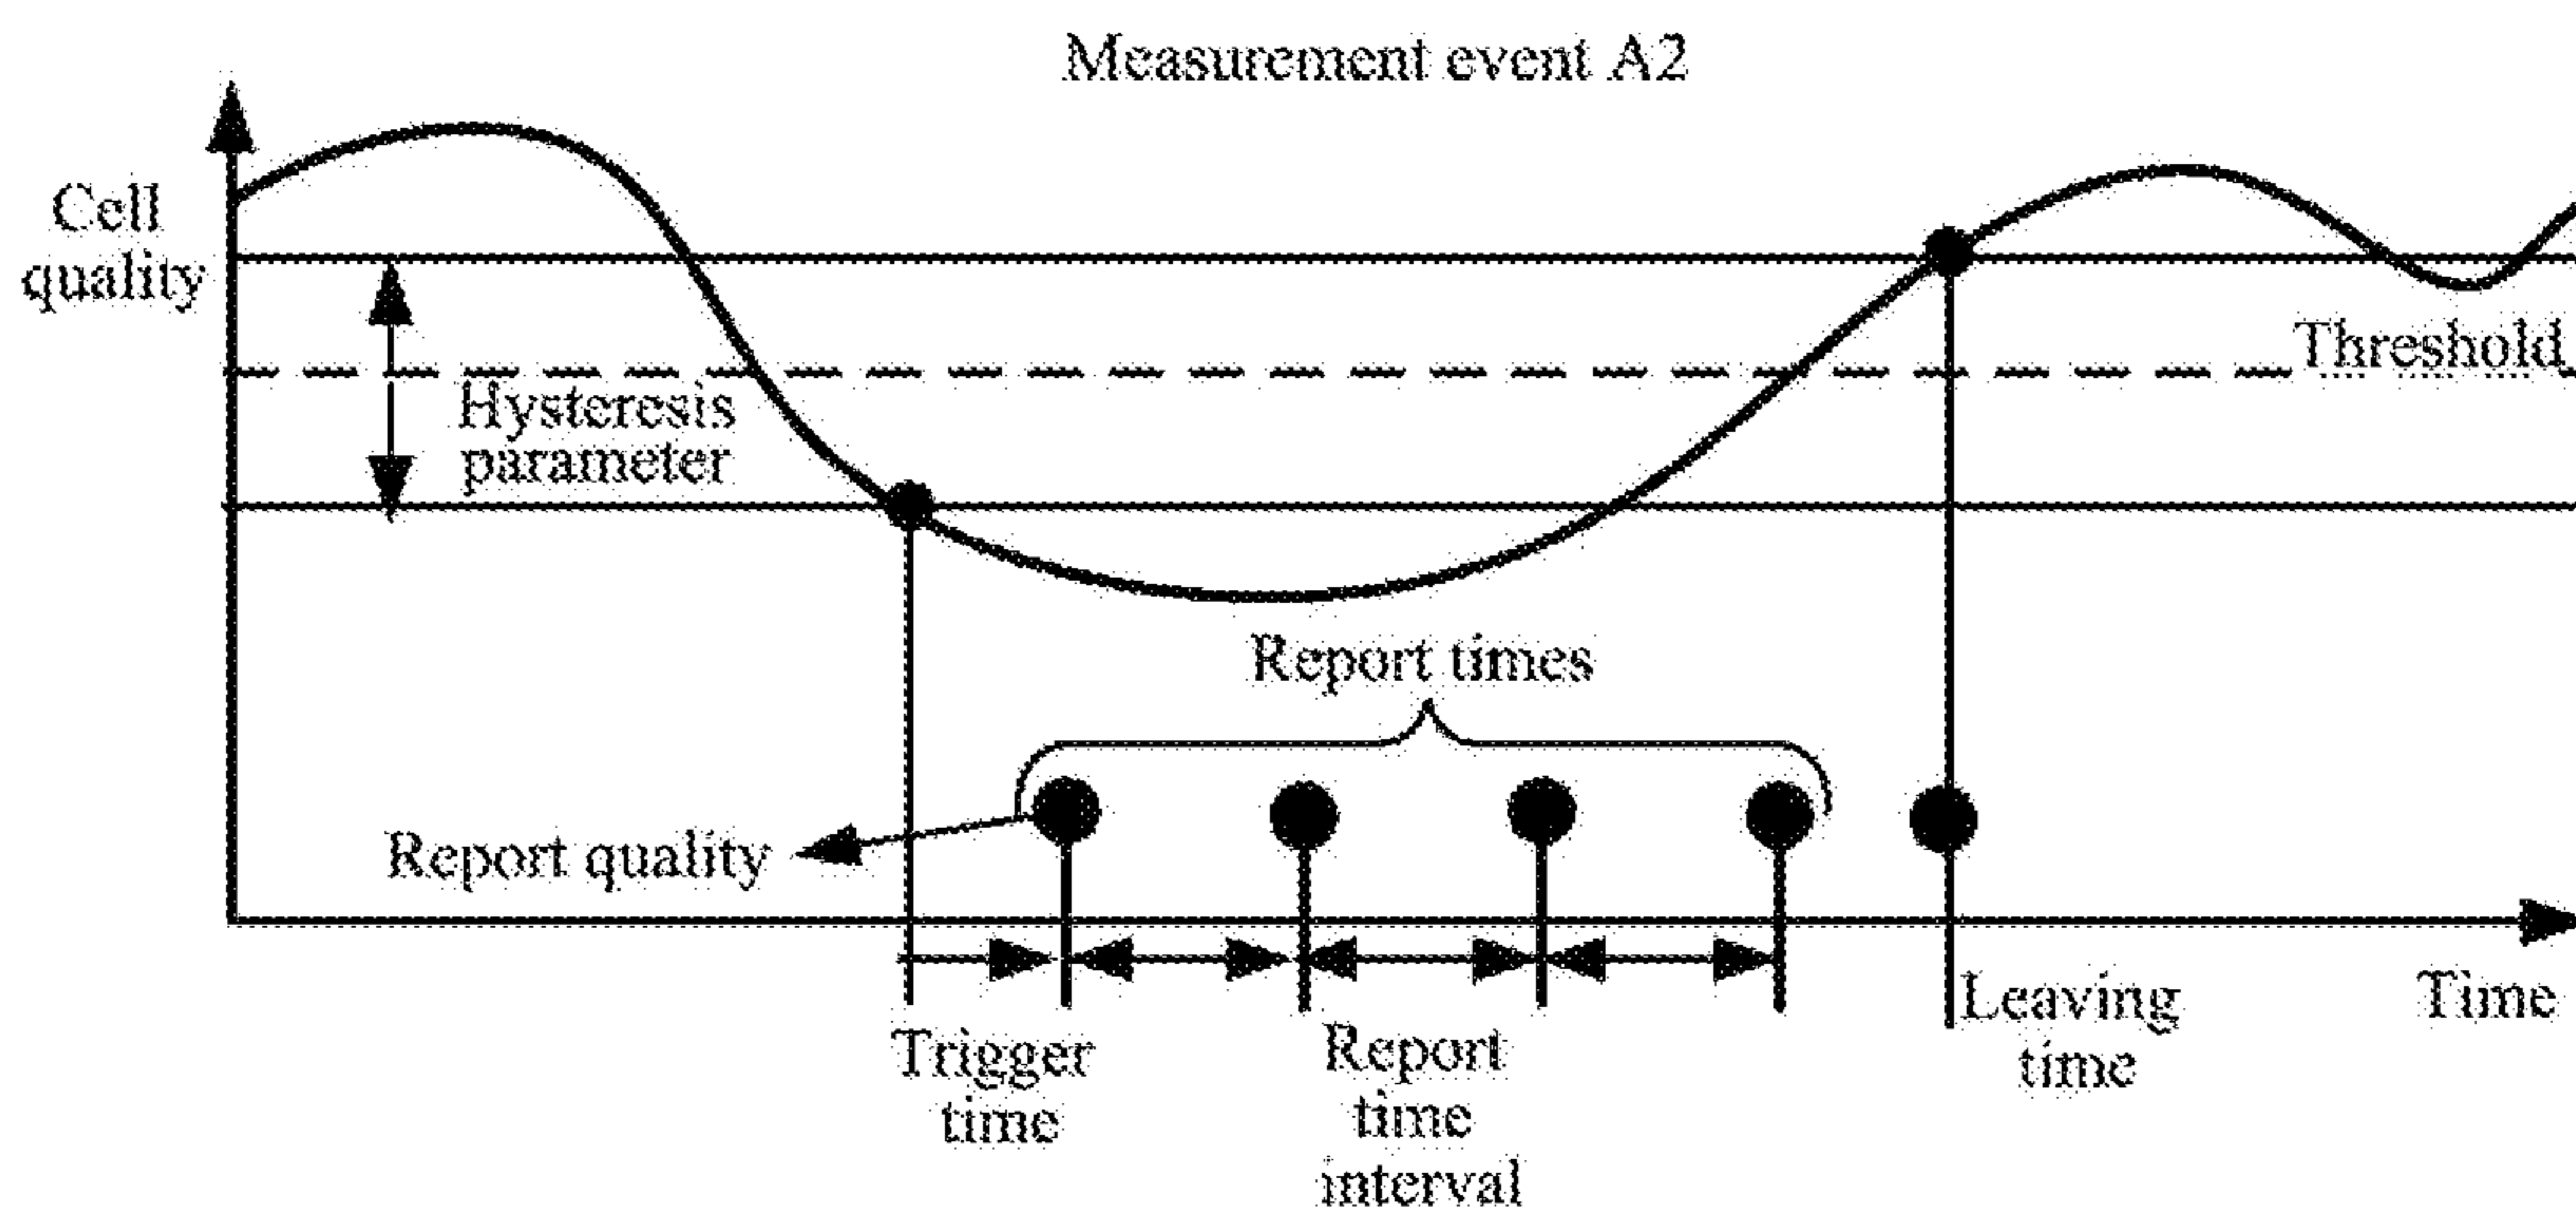 Measurement event A2
Cell
quality
Threshold
Hysteresis
parameter
Report times
Report quality
Trigger
time
Report
time
interval
Leaving
time
Time